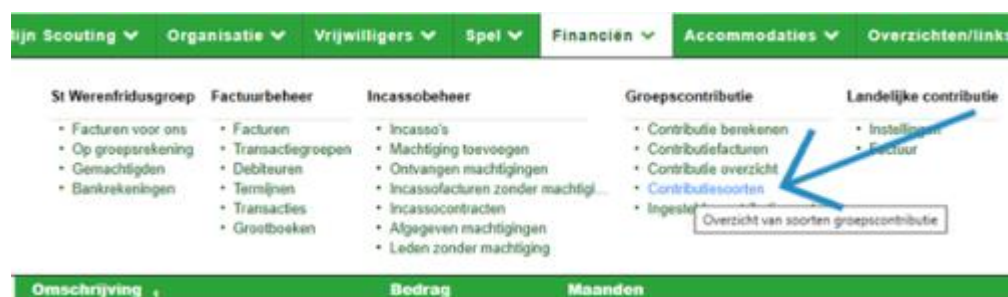 ijn Scouting
Organisatie
Vrijwilligers
Spel
Financiën
Accommodaties
Overzichten/links
St Werenfridusgroep
Facturen voor ons
Op groepsrekening
Gemachtigden
Bankrekeningen
Factuurbeheer
Facturen
Transactiegroepen
Debiteuren
Termijnen
Transacties
Grootboeken
Incassobeheer
Incasso's
Machtiging toevoegen
Ontvangen machtigingen
Incassofacturen zonder machtigi...
Incassocontracten
Afgegeven machtigingen
Leden zonder machtiging
Groepscontributie
Contributie berekenen
Contributiefacturen
Contributie overzicht
Contributiesoorten
Overzicht van soorten groepscontributie
Landelijke contributie
Instellingen
Factuur
Omschrijving
Bedrag
Maanden